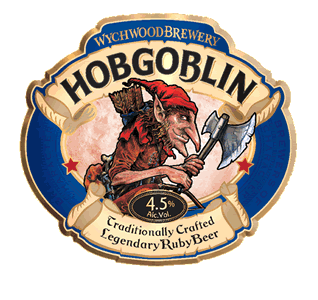 WYCHWOOD BREWERY
HOBGOBLIN
4.5%
Alc.Vol.
Traditionally Crafted
Legendary Ruby Beer